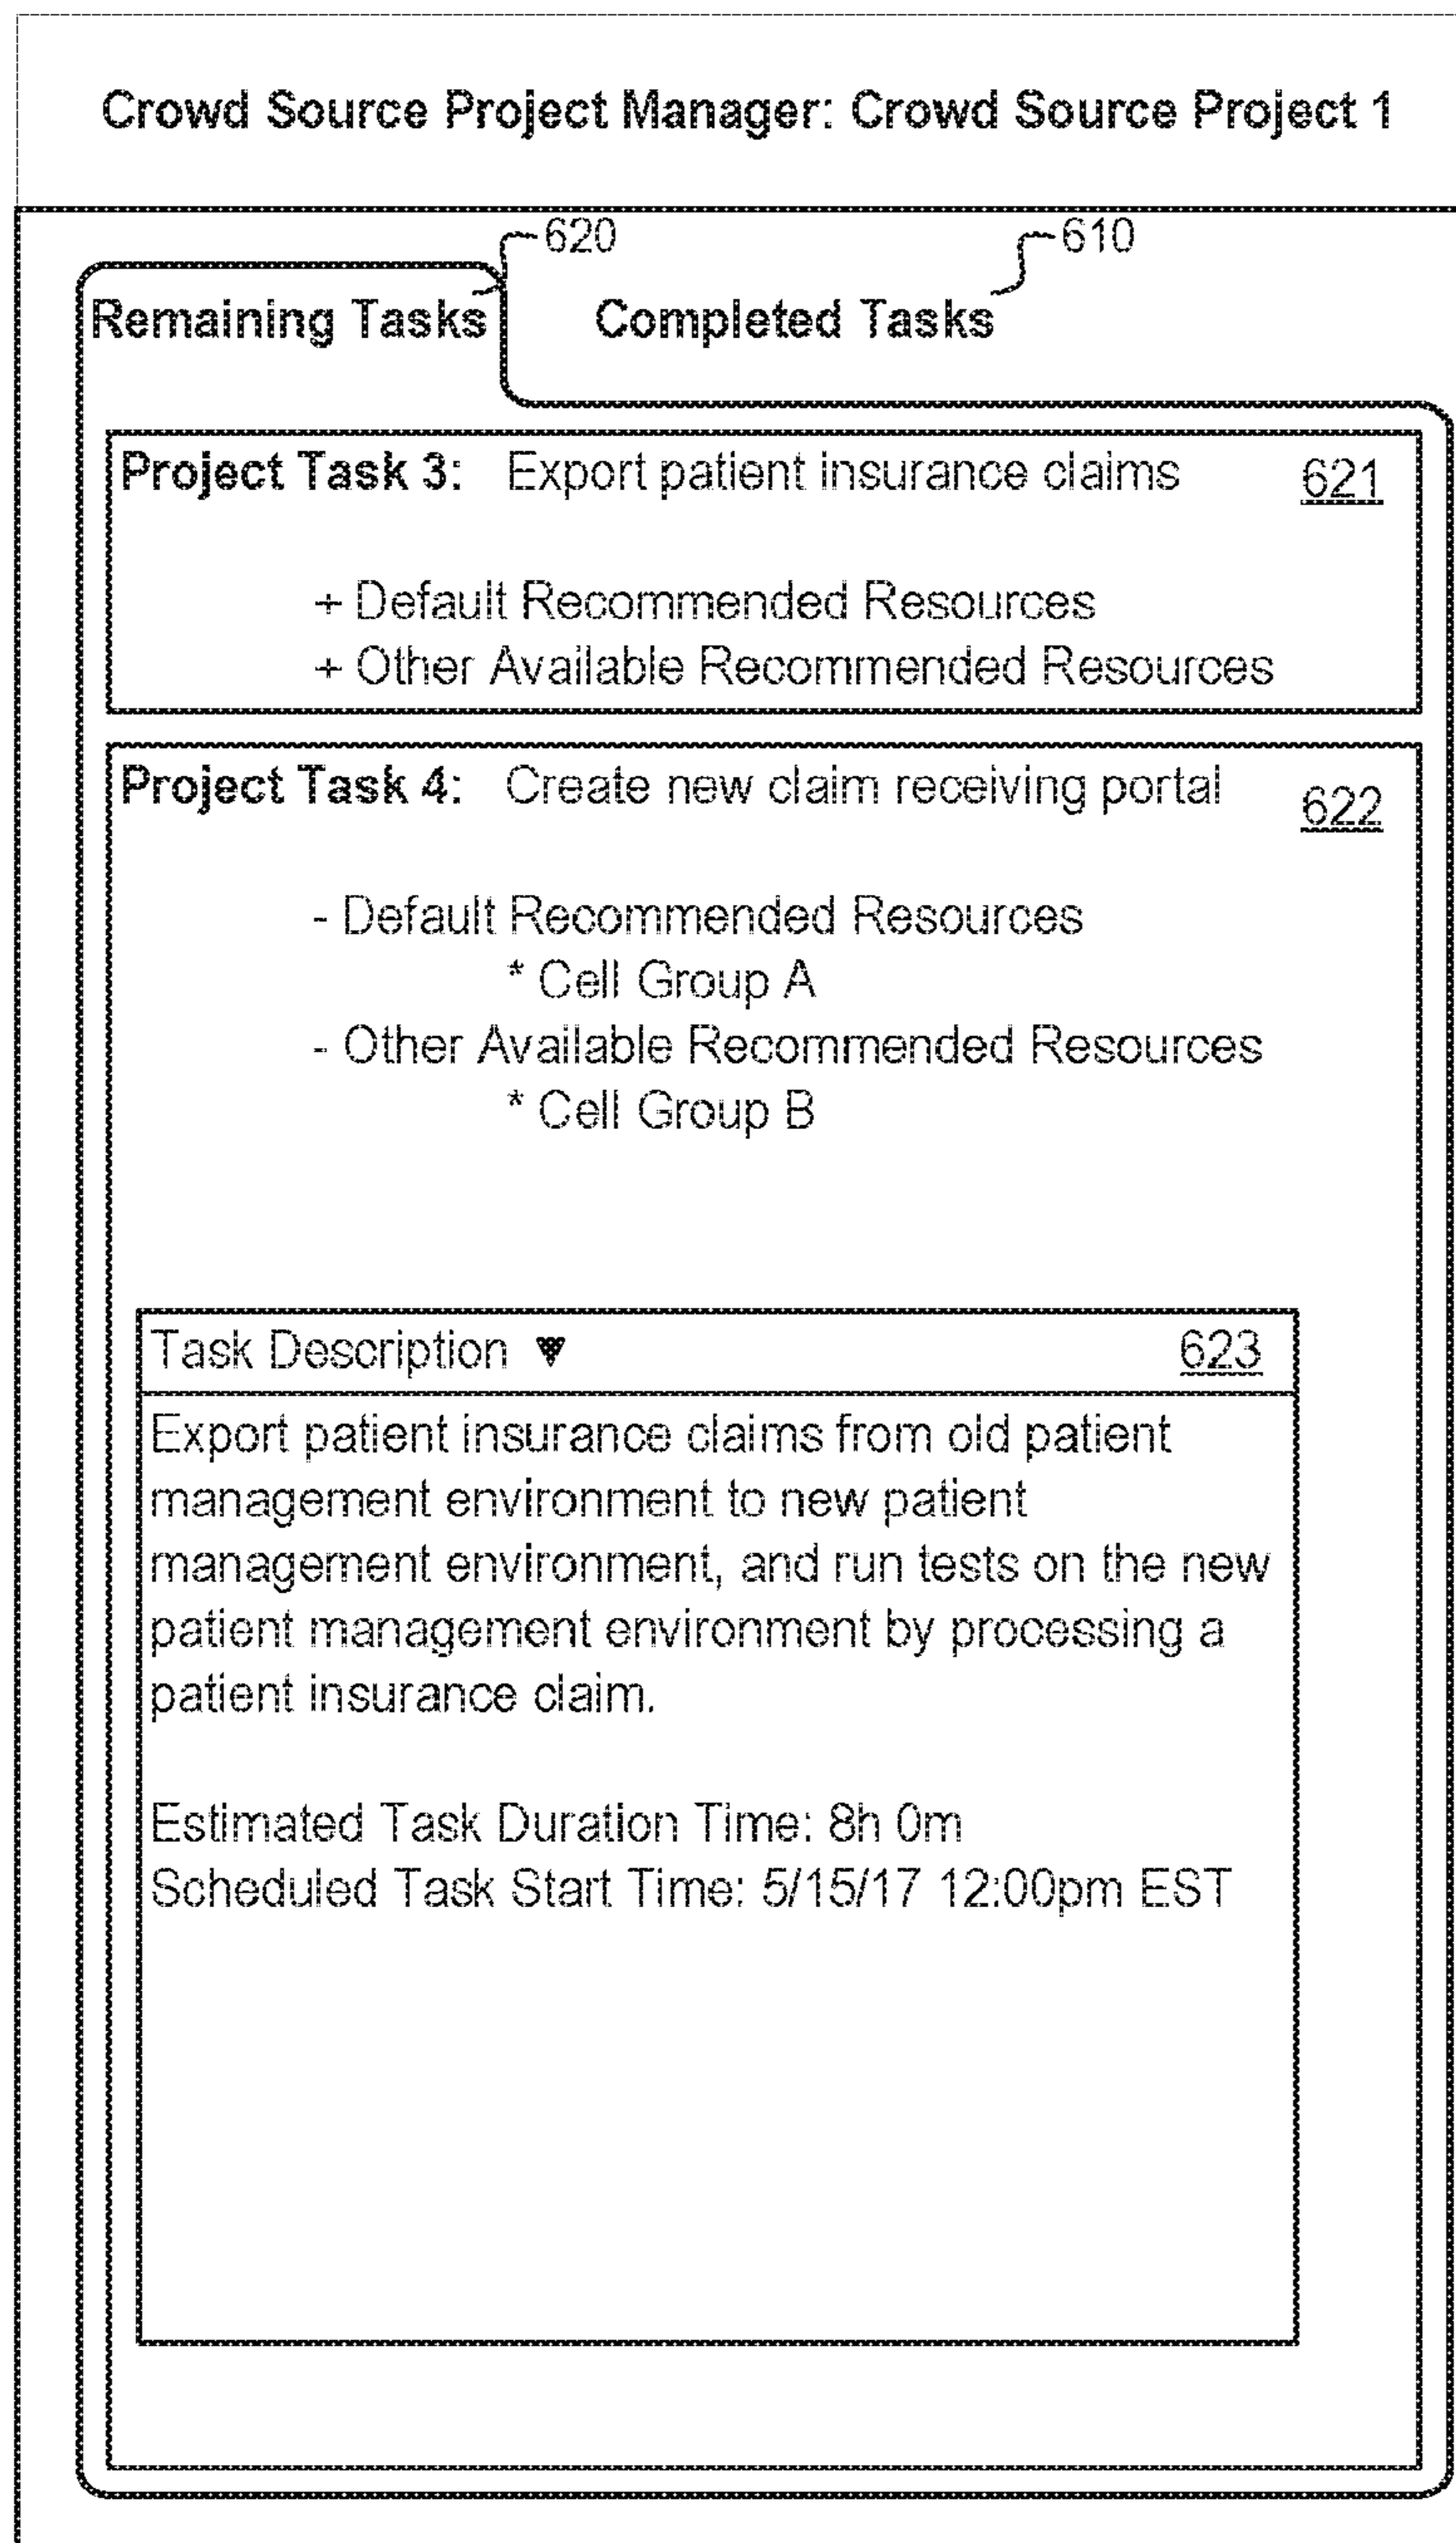 Crowd Source Project Manager: Crowd Source Project 1
620 610
Remaining Tasks Completed Tasks
Project Task 3: Export patient insurance claims 621
+ Default Recommended Resources
+ Other Available Recommended Resources
Project Task 4: Create new claim receiving portal 622
- Default Recommended Resources
* Cell Group A
- Other Available Recommended Resources
* Cell Group B
Task Description ▼ 623
Export patient insurance claims from old patient
management environment to new patient
management environment, and run tests on the new
patient management environment by processing a
patient insurance claim.
Estimated Task Duration Time: 8h 0m
Scheduled Task Start Time: 5/15/17 12:00pm EST